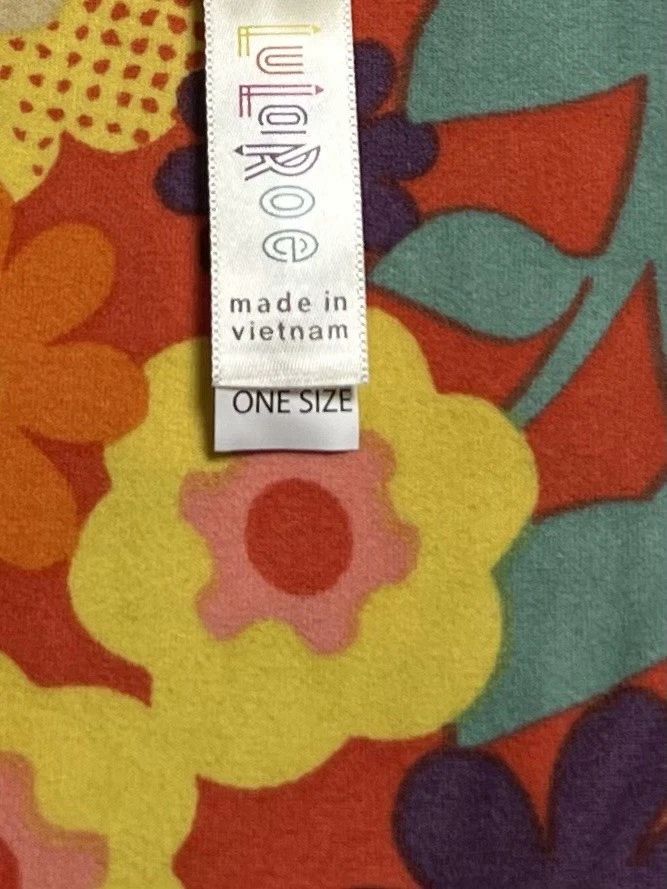 LuLaRoe
made in
vietnam
ONE SIZE